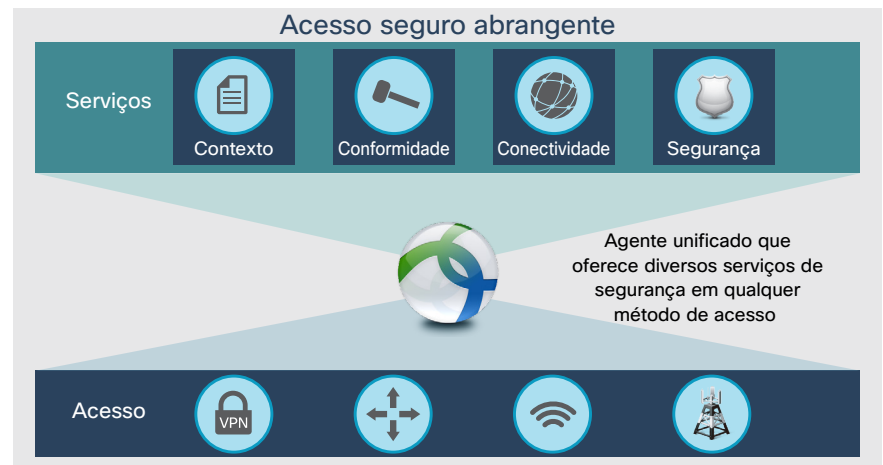 Acesso seguro abrangente
Serviços
Contexto
Conformidade
Conectividade
Segurança
Agente unificado que
oferece diversos serviços de
segurança em qualquer
método de acesso
Acesso
VPN